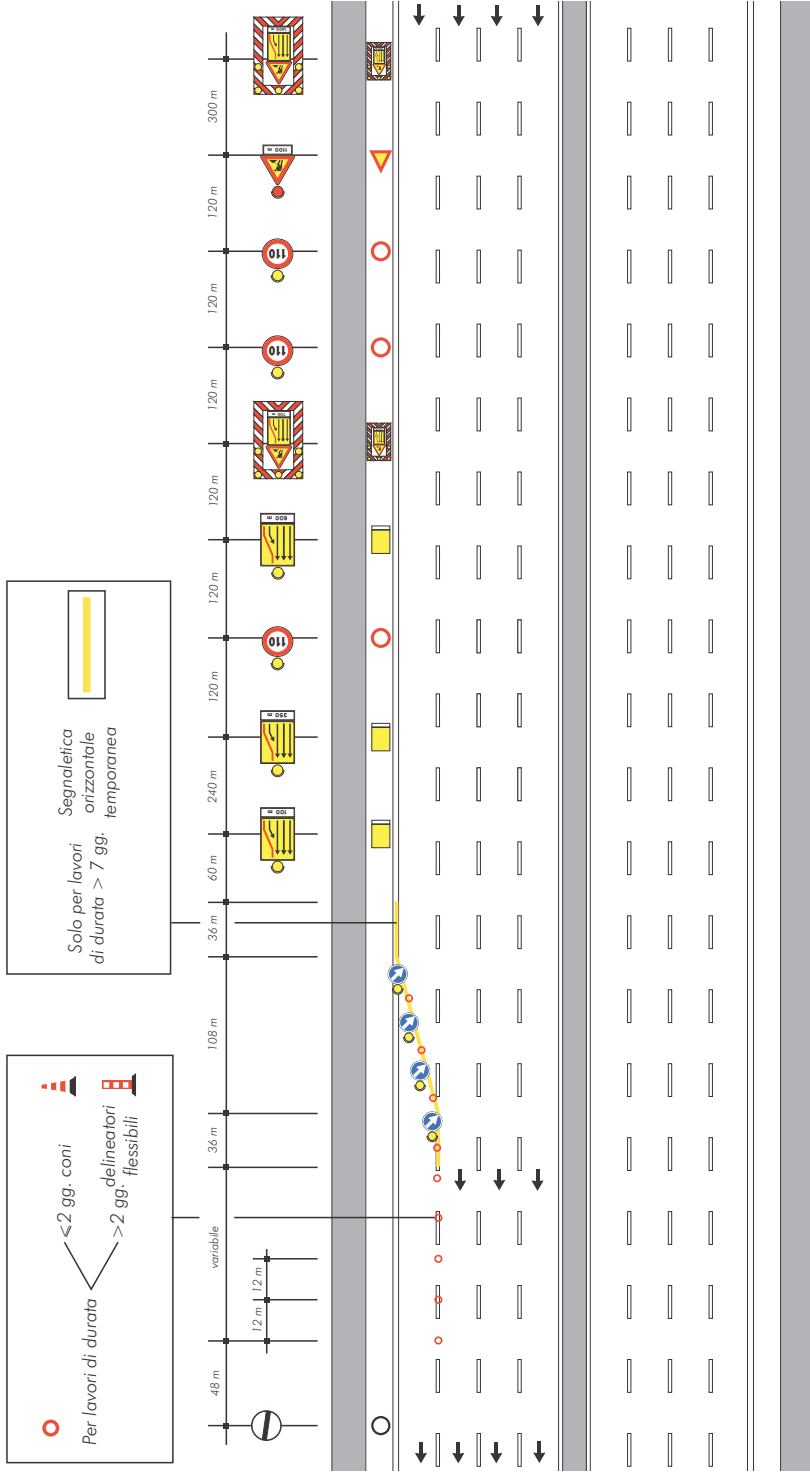 300 m
120 m
120 m
120 m
120 m
120 m
120 m
240 m
60 m
36 m
108 m
36 m
variabile
12 m
12 m
48 m
1100 m
110
110
700 m
600 m
110
350 m
100 m
Solo per lavori
di durata > 7 gg.
Segnaletica
orizzontale
temporanea
Per lavori di durata
⩽2 gg. coni
>2 gg. delineatori
flessibili